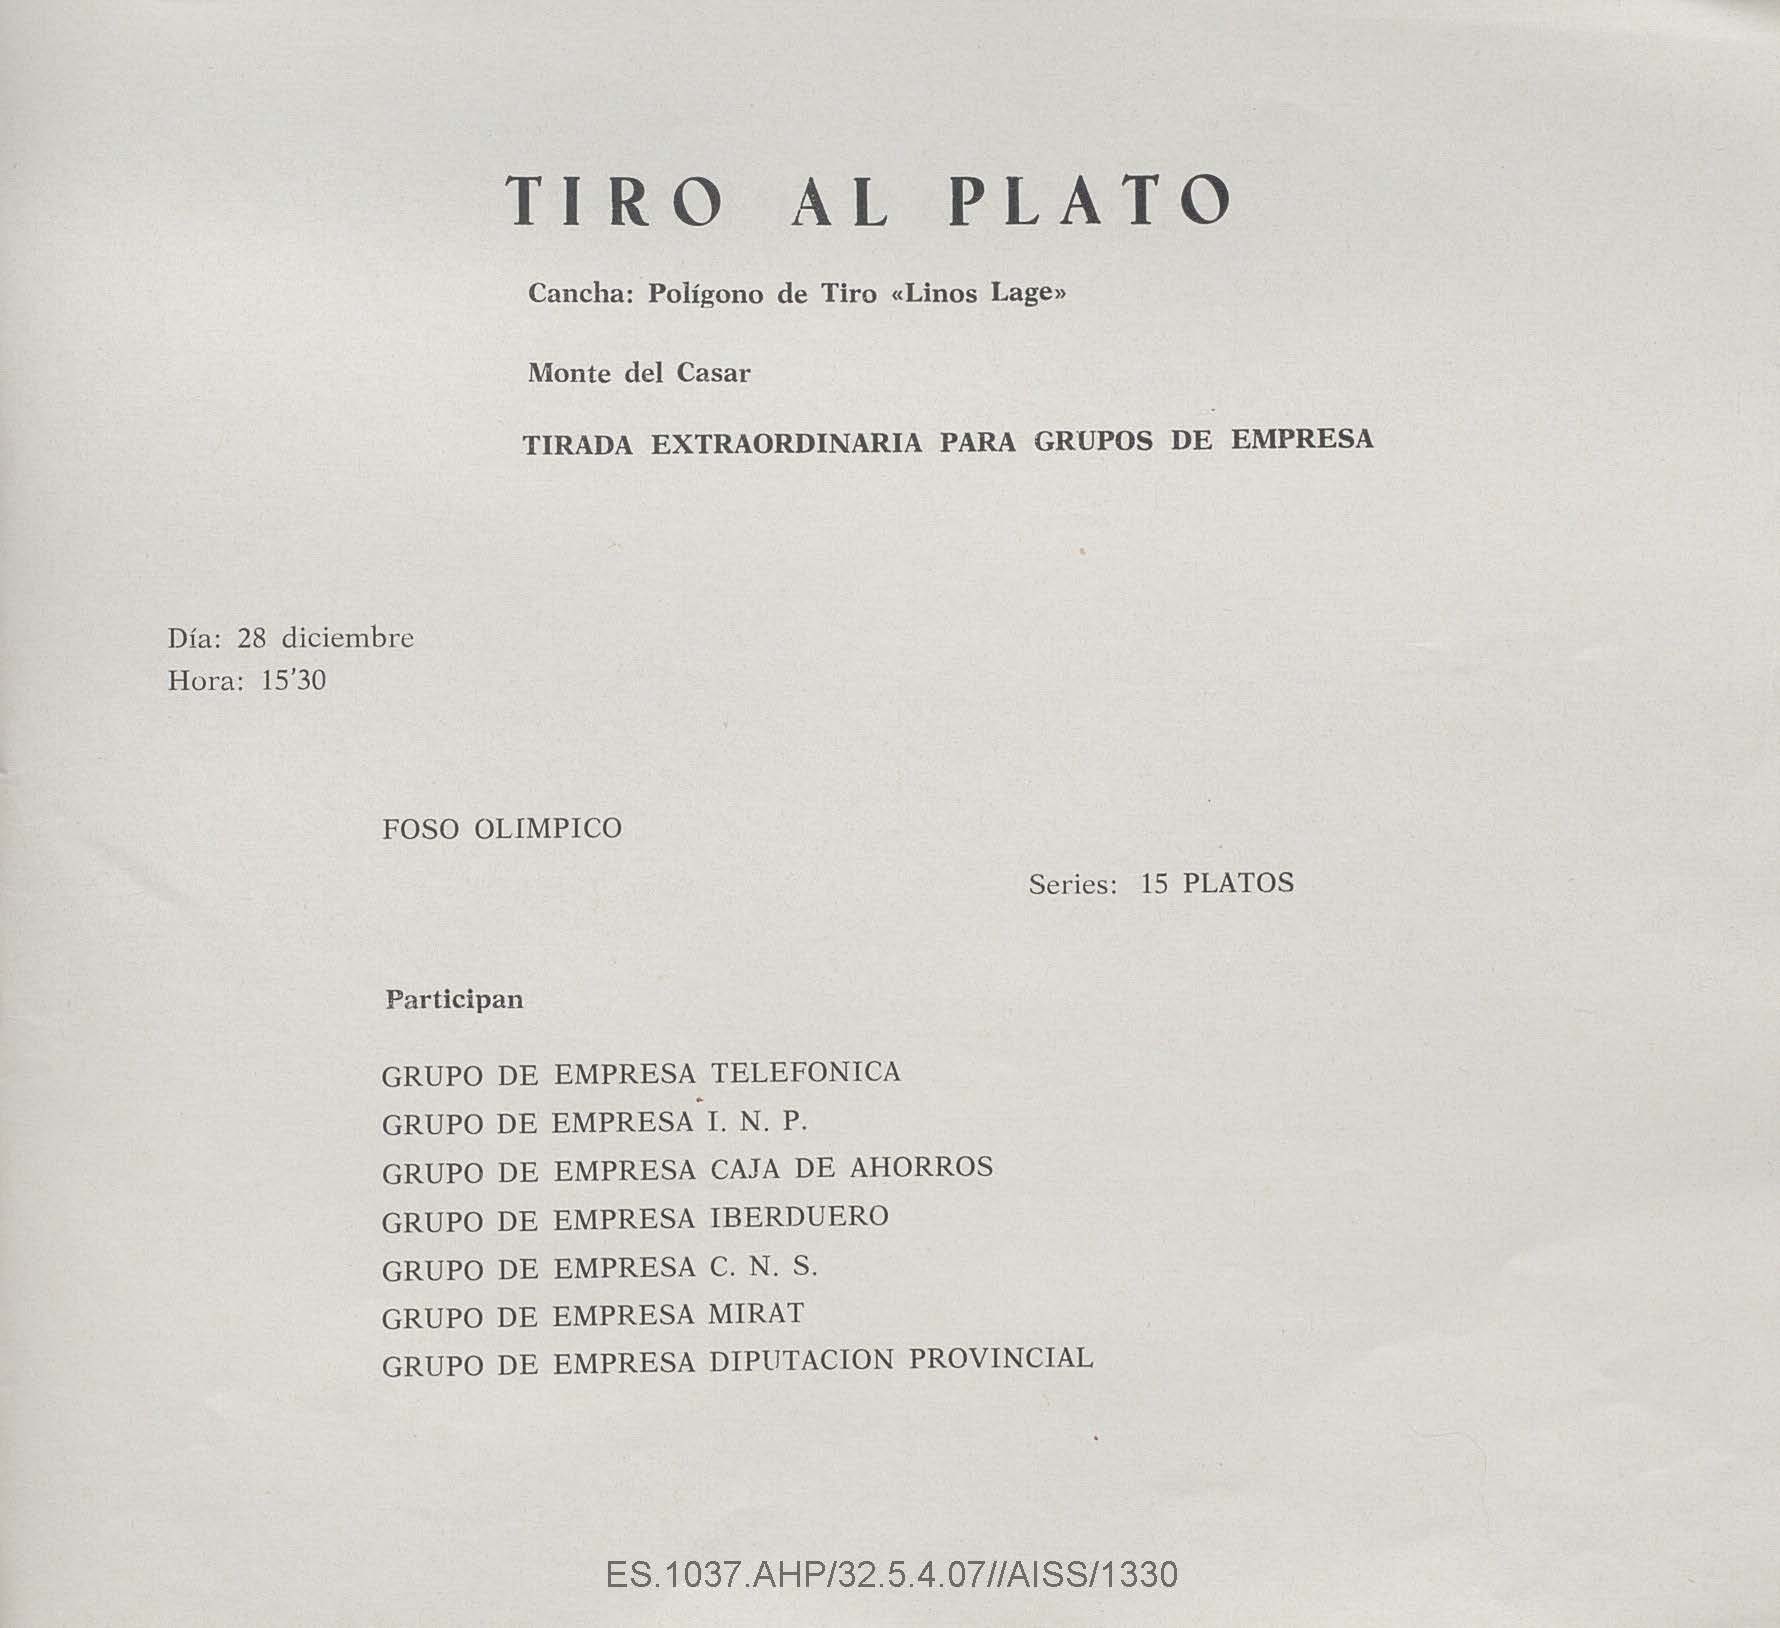 TIRO AL PLATO
Cancha: Polígono de Tiro «Linos Lage»
Monte del Casar
TIRADA EXTRAORDINARIA PARA GRUPOS DE EMPRESA
Día: 28 diciembre
Hora: 15'30
FOSO OLIMPICO
Series: 15 PLATOS
Participan
GRUPO DE EMPRESA TELEFONICA
GRUPO DE EMPRESA I. N. P.
GRUPO DE EMPRESA CAJA DE AHORROS
GRUPO DE EMPRESA IBERDUERO
GRUPO DE EMPRESA C. N. S.
GRUPO DE EMPRESA MIRAT
GRUPO DE EMPRESA DIPUTACION PROVINCIAL
ES.1037.AHP/32.5.4.07//AISS/1330